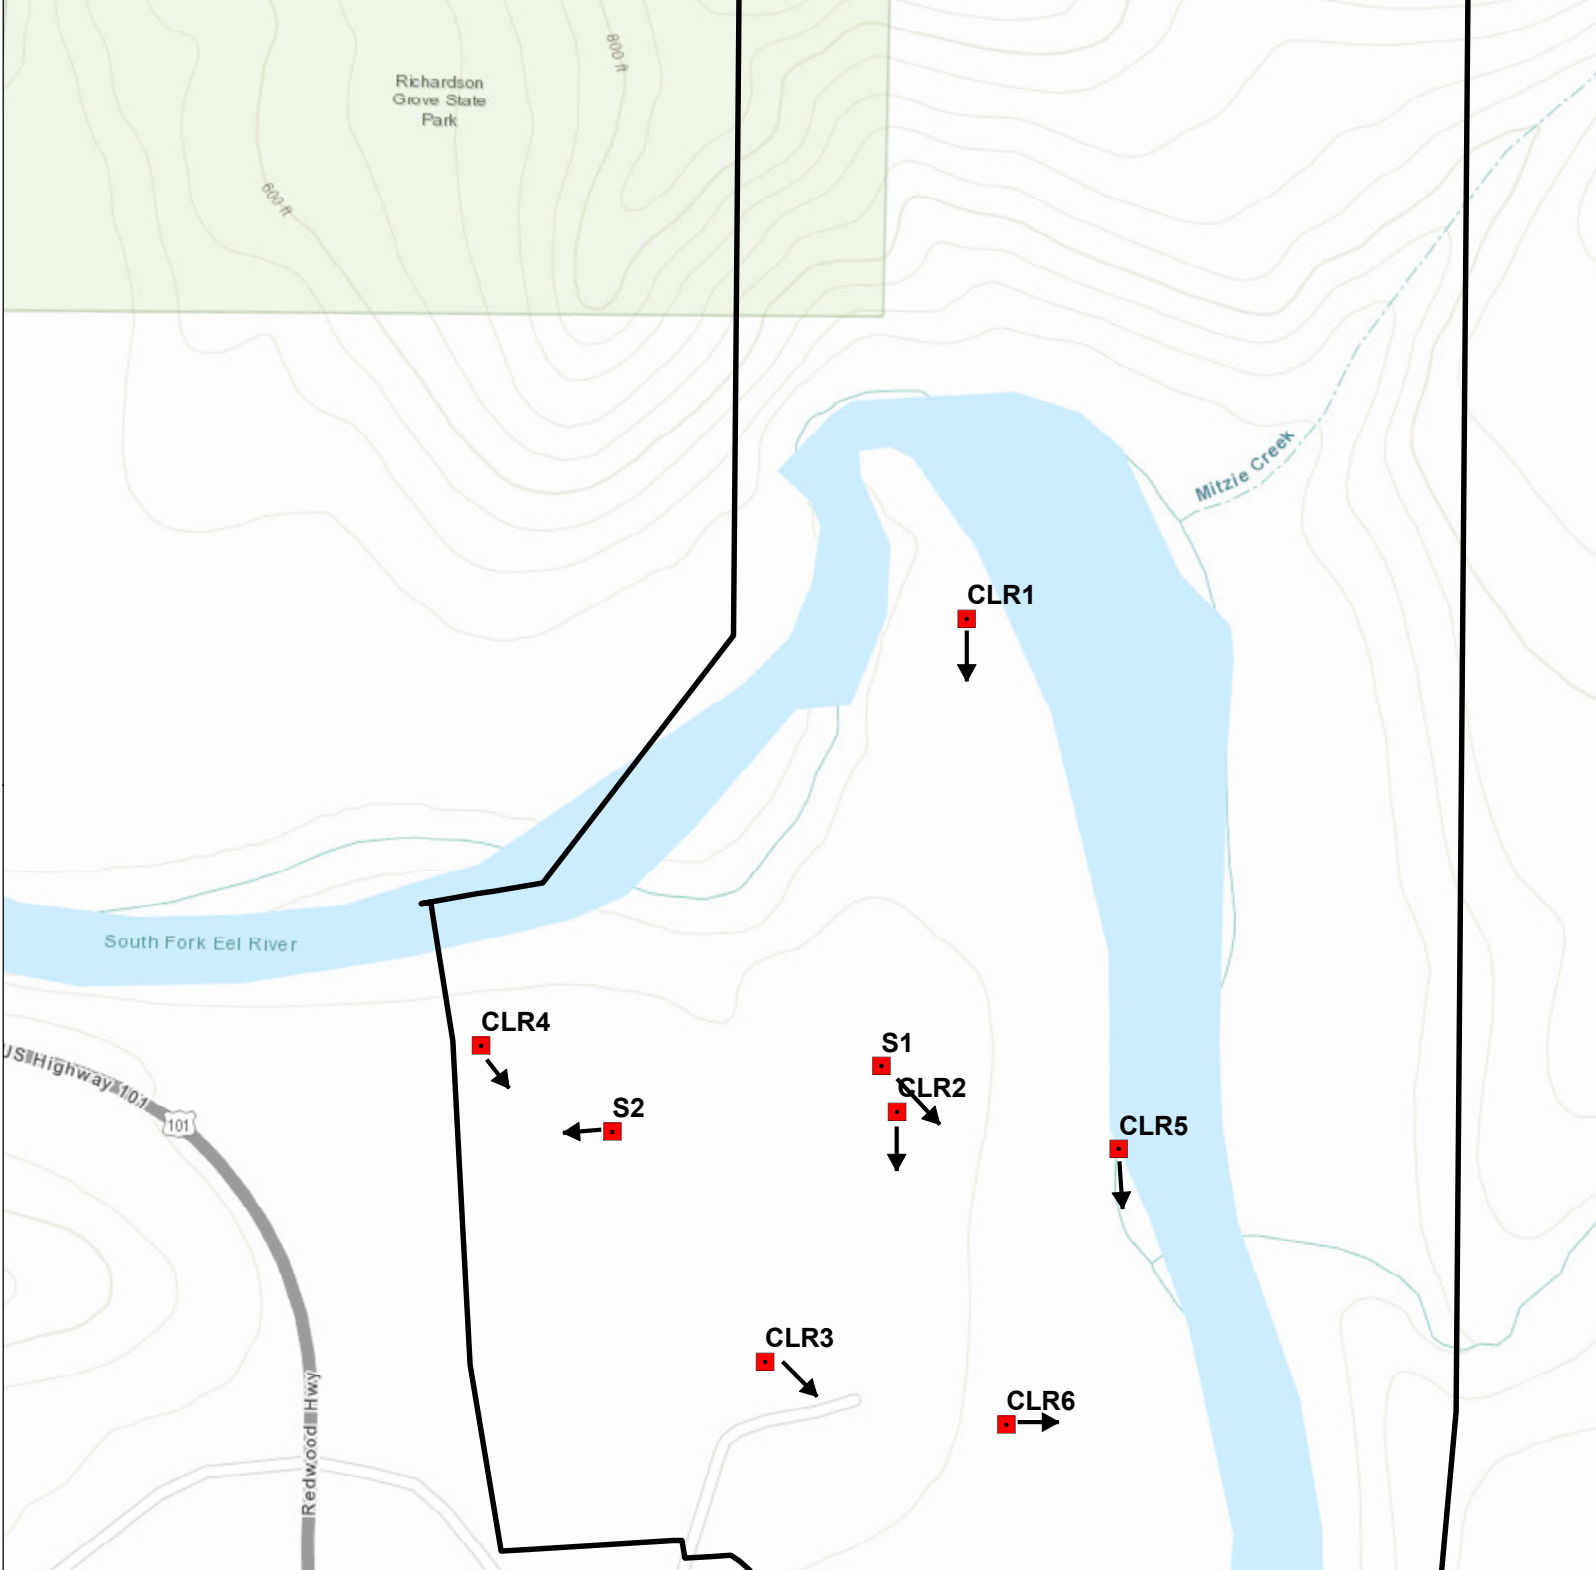 800 ft
Richardson
Grove State
Park
600 ft
Mitzie Creek
CLR1
South Fork Eel River
CLR4
S1
US Highway 101
CLR2
S2
101
CLR5
CLR3
CLR6
Redwood Hwy